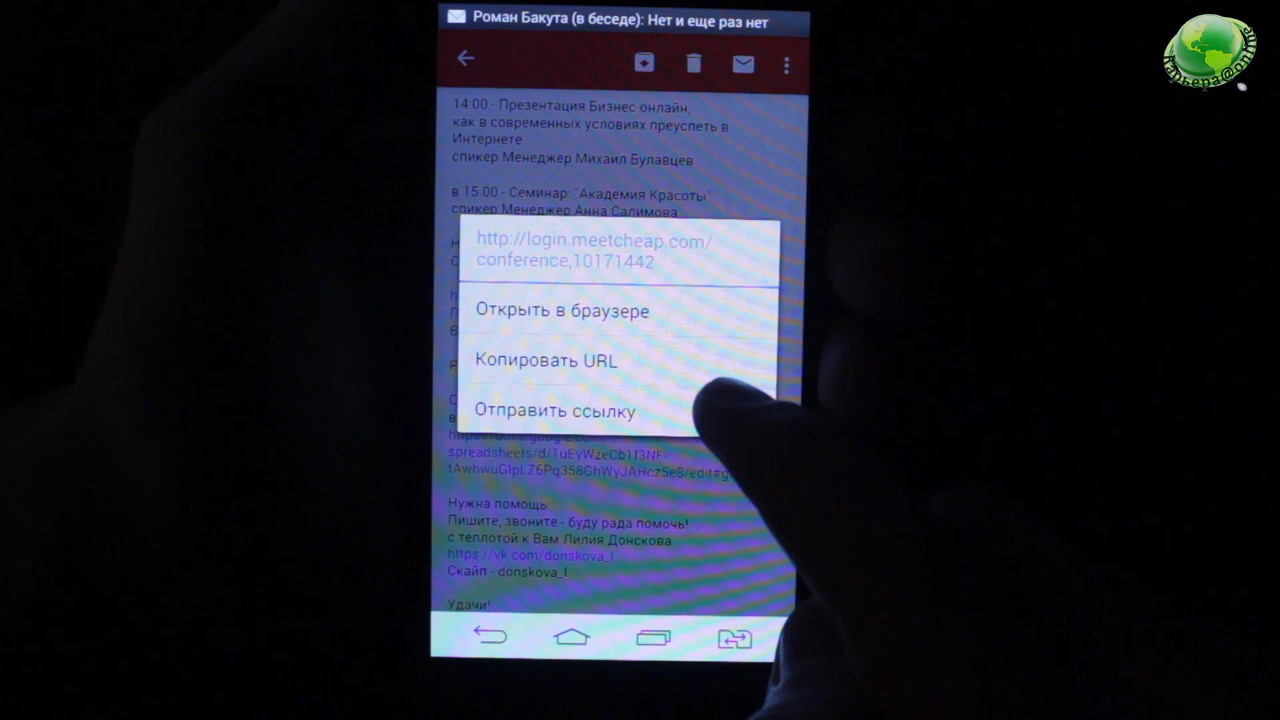 Роман Бакута (в беседе): Нет и еще раз нет
14:00 - Презентация Бизнес-онлайн,
как в современных условиях преуспеть в
Интернете
спикер Менеджер Михаил Булавцев
в 15:00 - Семинар: "Академия Красоты"
спикер Менеджер Анна Салимова
http://login.meetcheap.com/
conference,10171442
Открыть в браузере
Копировать URL
Отправить ссылку
spreadsheets/d/1uEyWzeCb1f3NF-
Нужна помощь
Пишите, звоните - буду рада помочь!
с теплотой к Вам Лилия Донскова
https://vk.com/donskova_l
Скайп - donskova_l
Удачи!
карьера@online